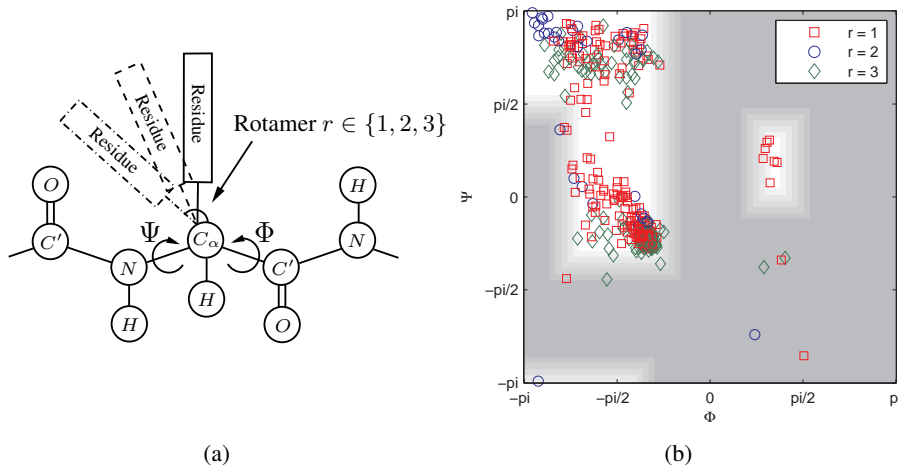 Residue
Residue
Residue
Rotamer r ∈ {1, 2, 3}
O
H
Ψ
Φ
C′
N
Cα
C′
N
H
H
O
(a)
pi
pi/2
0
−pi/2
−pi
Ψ
−pi
−pi/2
0
pi/2
p
Φ
r = 1
r = 2
r = 3
(b)